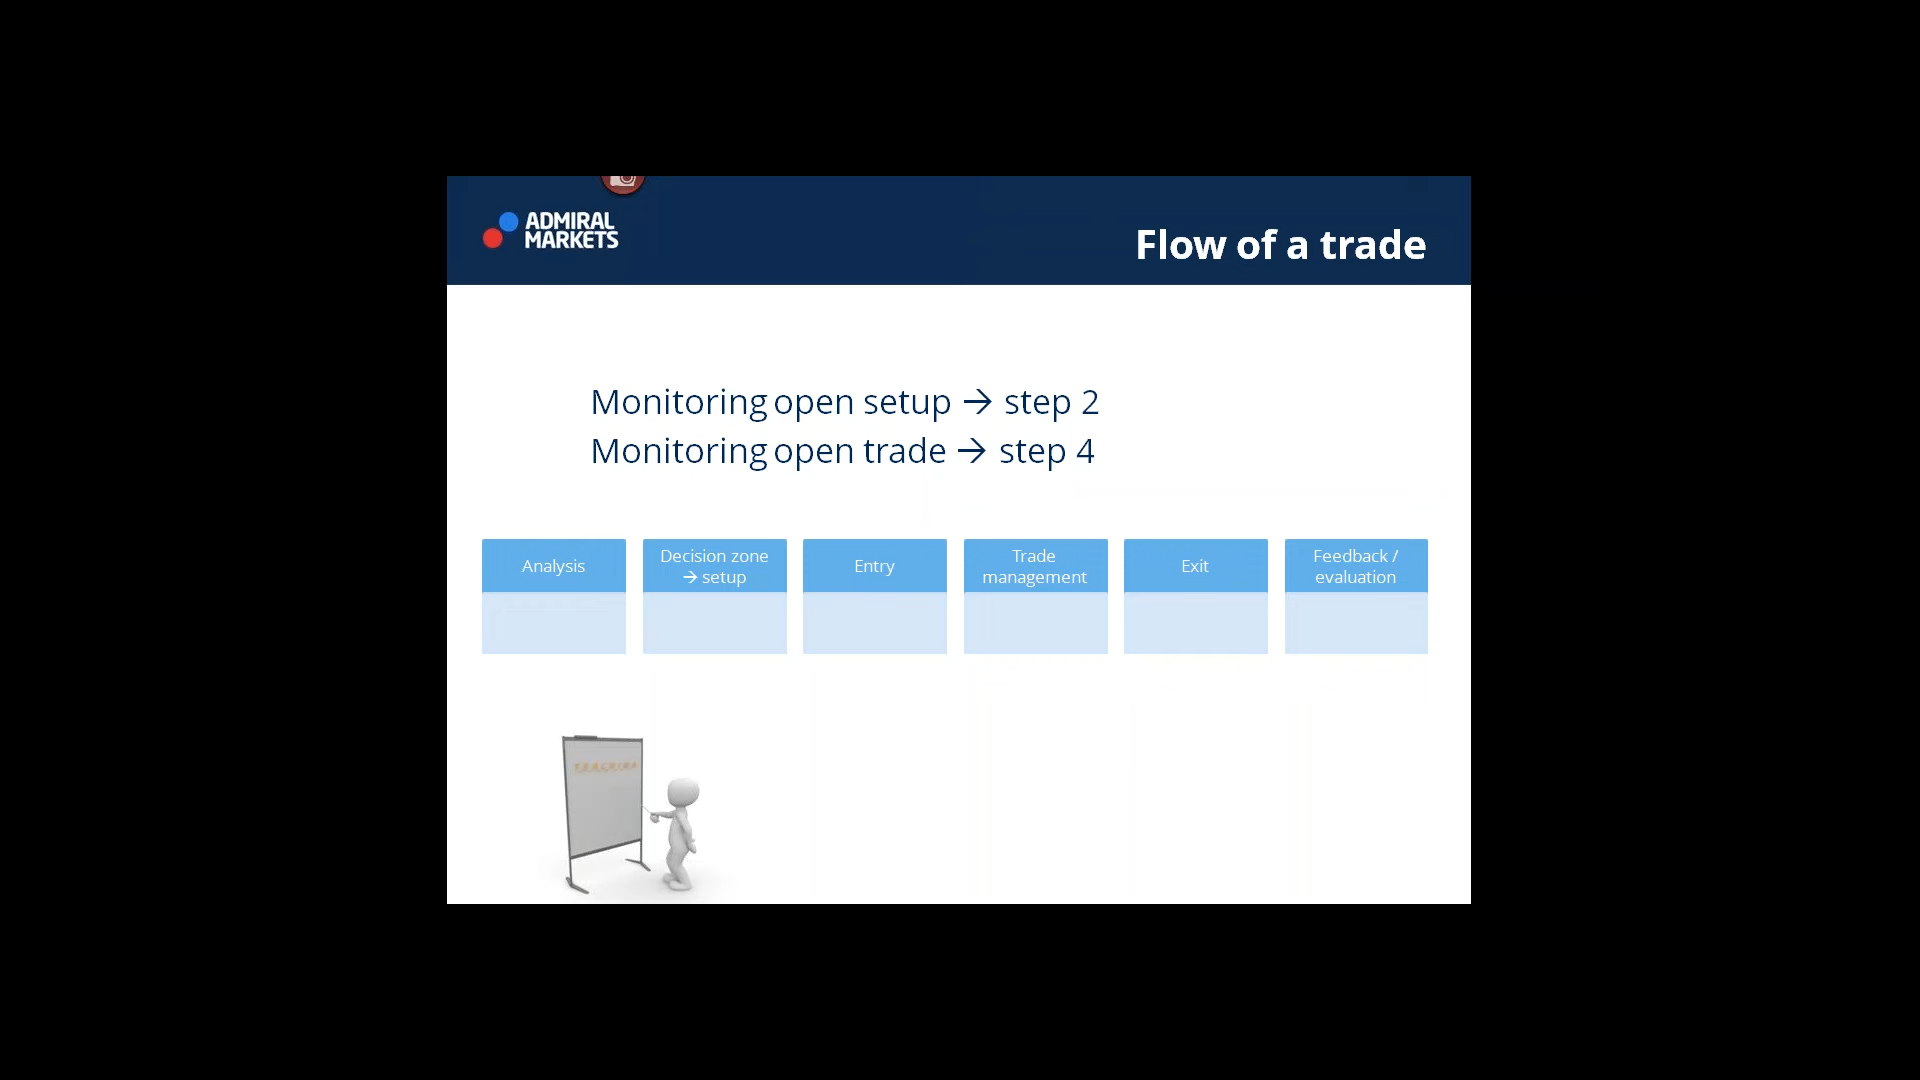 ADMIRAL
MARKETS
Flow of a trade
Monitoring open setup → step 2
Monitoring open trade → step 4
Analysis
Decision zone
→ setup
Entry
Trade
management
Exit
Feedback /
evaluation